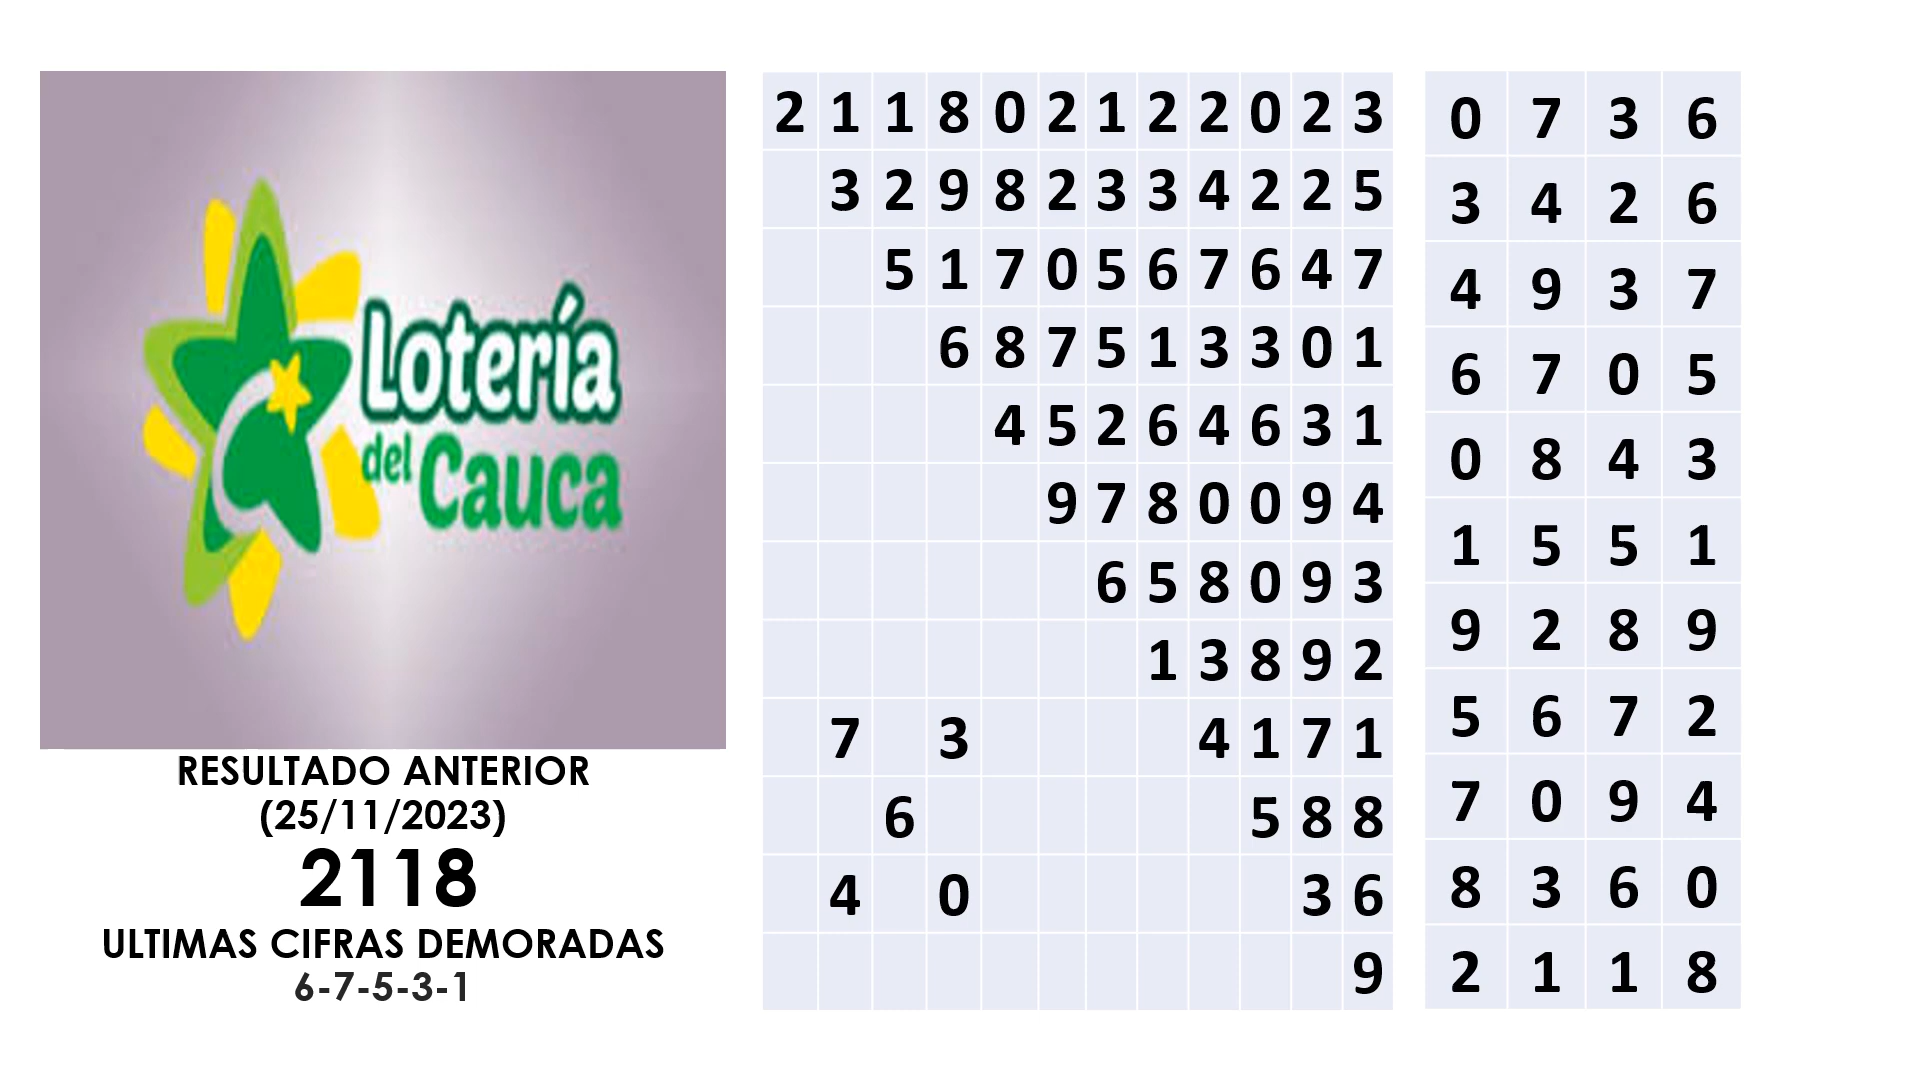 Lotería
del Cauca
RESULTADO ANTERIOR
(25/11/2023)
2118
ULTIMAS CIFRAS DEMORADAS
6-7-5-3-1
2 1 1 8 0 2 1 2 2 0 2 3
3 2 9 8 2 3 3 4 2 2 5
5 1 7 0 5 6 7 6 4 7
6 8 7 5 1 3 3 0 1
4 5 2 6 4 6 3 1
9 7 8 0 0 9 4
6 5 8 0 9 3
1 3 8 9 2
7 3 4 1 7 1
6 5 8 8
4 0 3 6
9
0 7 3 6
3 4 2 6
4 9 3 7
6 7 0 5
0 8 4 3
1 5 5 1
9 2 8 9
5 6 7 2
7 0 9 4
8 3 6 0
2 1 1 8